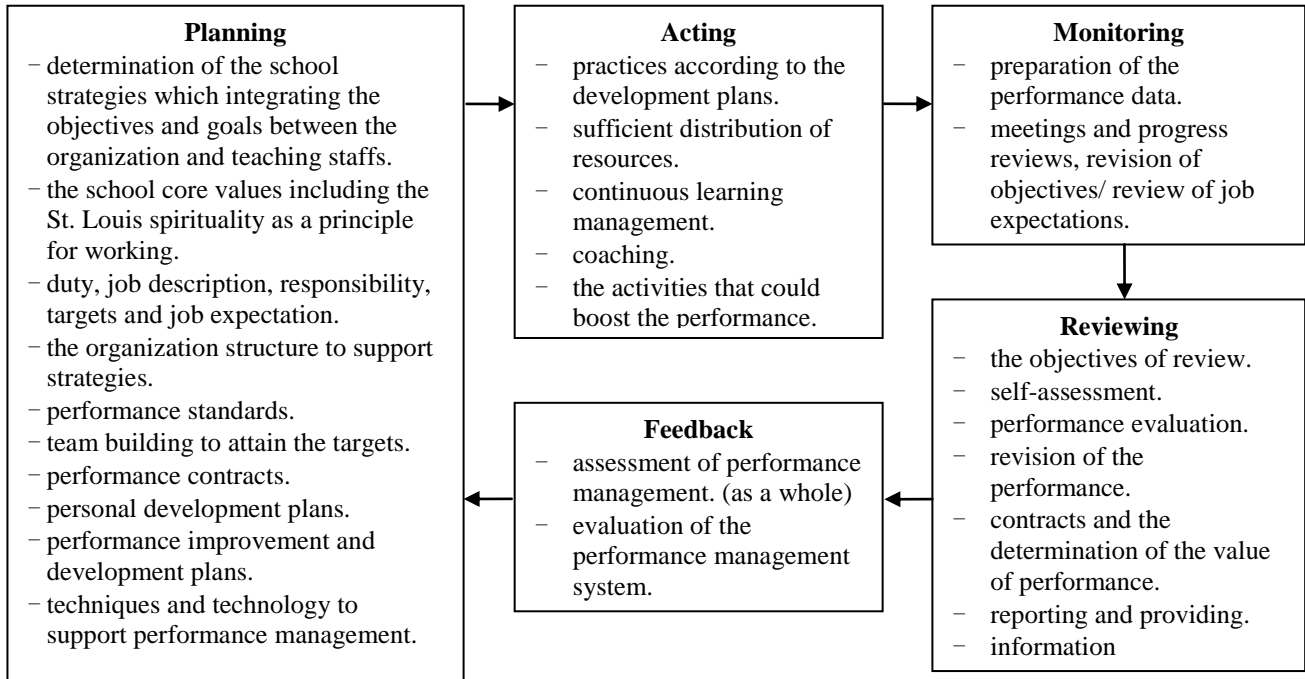 Planning
− determination of the school
strategies which integrating the
objectives and goals between the
organization and teaching staffs.
− the school core values including the
St. Louis spirituality as a principle
for working.
− duty, job description, responsibility,
targets and job expectation.
− the organization structure to support
strategies.
− performance standards.
− team building to attain the targets.
− performance contracts.
− personal development plans.
− performance improvement and
development plans.
− techniques and technology to
support performance management.
Acting
− practices according to the
development plans.
− sufficient distribution of
resources.
− continuous learning
management.
− coaching.
− the activities that could
boost the performance.
Monitoring
− preparation of the
performance data.
− meetings and progress
reviews, revision of
objectives/ review of job
expectations.
Reviewing
− the objectives of review.
− self-assessment.
− performance evaluation.
− revision of the
performance.
− contracts and the
determination of the value
of performance.
− reporting and providing.
− information
Feedback
− assessment of performance
management. (as a whole)
− evaluation of the
performance management
system.